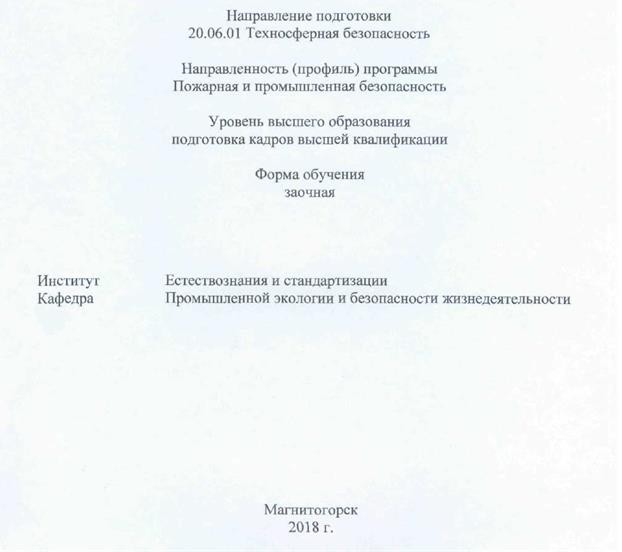 Направление подготовки
20.06.01 Техносферная безопасность
Направленность (профиль) программы
Пожарная и промышленная безопасность
Уровень высшего образования
подготовка кадров высшей квалификации
Форма обучения
заочная
Институт Естествознания и стандартизации
Кафедра Промышленной экологии и безопасности жизнедеятельности
Магнитогорск
2018 г.